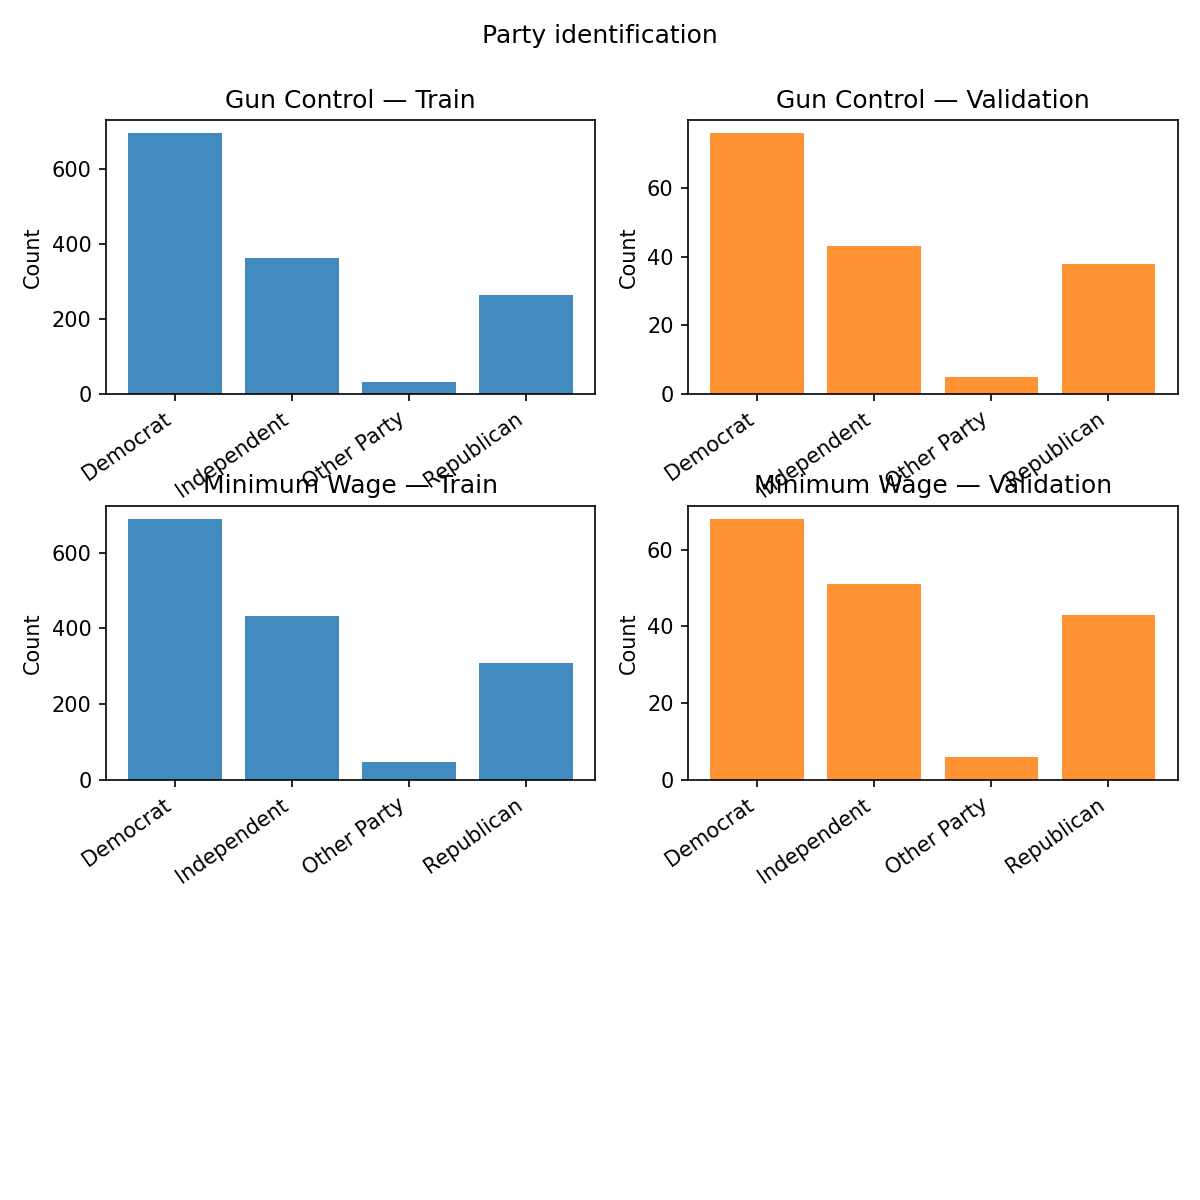 Party identification
Gun Control — Train
Count
600
400
200
0
Democrat
Independent
Other Party
Republican
Gun Control — Validation
Count
60
40
20
0
Democrat
Independent
Other Party
Republican
Minimum Wage — Train
Count
600
400
200
0
Democrat
Independent
Other Party
Republican
Minimum Wage — Validation
Count
60
40
20
0
Democrat
Independent
Other Party
Republican